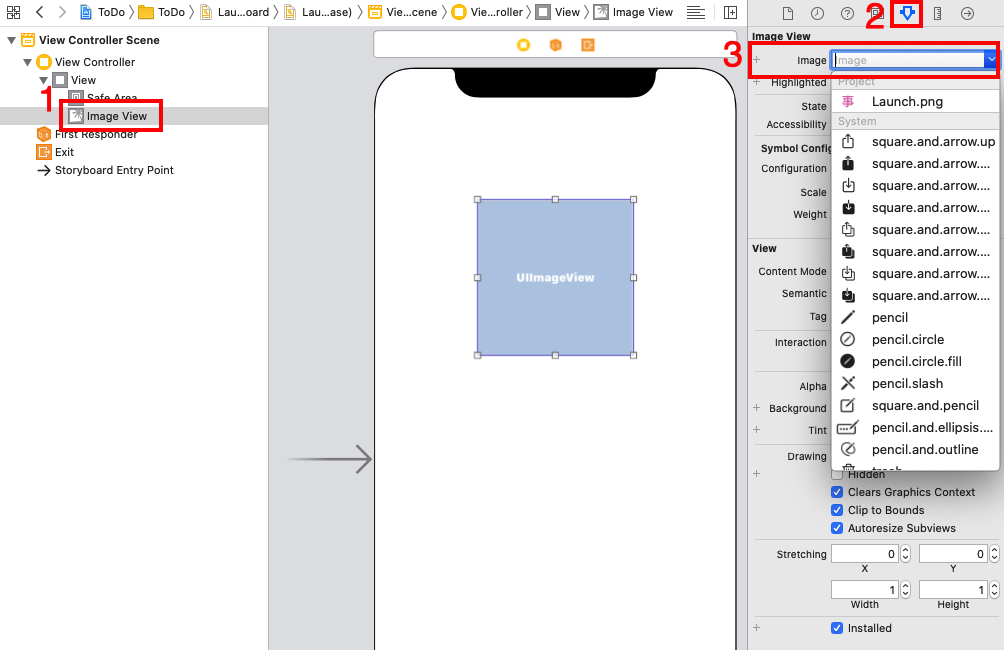 ToDo 〉 ToDo 〉 Lau....oard 〉 Lau...ase) 〉 Vie...cene 〉 Vie...roller 〉 View 〉 Image View
View Controller Scene
View Controller
View
Safe Area
1
Image View
First Responder
Exit
Storyboard Entry Point
UIImageView
2
Image View
3
Image
Image
Highlighted
Project
Launch.png
State
Accessibility
System
square.and.arrow.up
Symbol Config
square.and.arrow....
Configuration
square.and.arrow....
Scale
square.and.arrow....
Weight
square.and.arrow....
square.and.arrow....
View
square.and.arrow....
Content Mode
square.and.arrow....
Semantic
Tag
pencil
Interaction
pencil.circle
pencil.circle.fill
Alpha
pencil.slash
Background
square.and.pencil
Tint
pencil.and.ellipsis....
Drawing
pencil.and.outline
trash
Hidden
Clears Graphics Context
Clip to Bounds
Autoresize Subviews
Stretching 0 0
X Y
1 1
Width Height
Installed